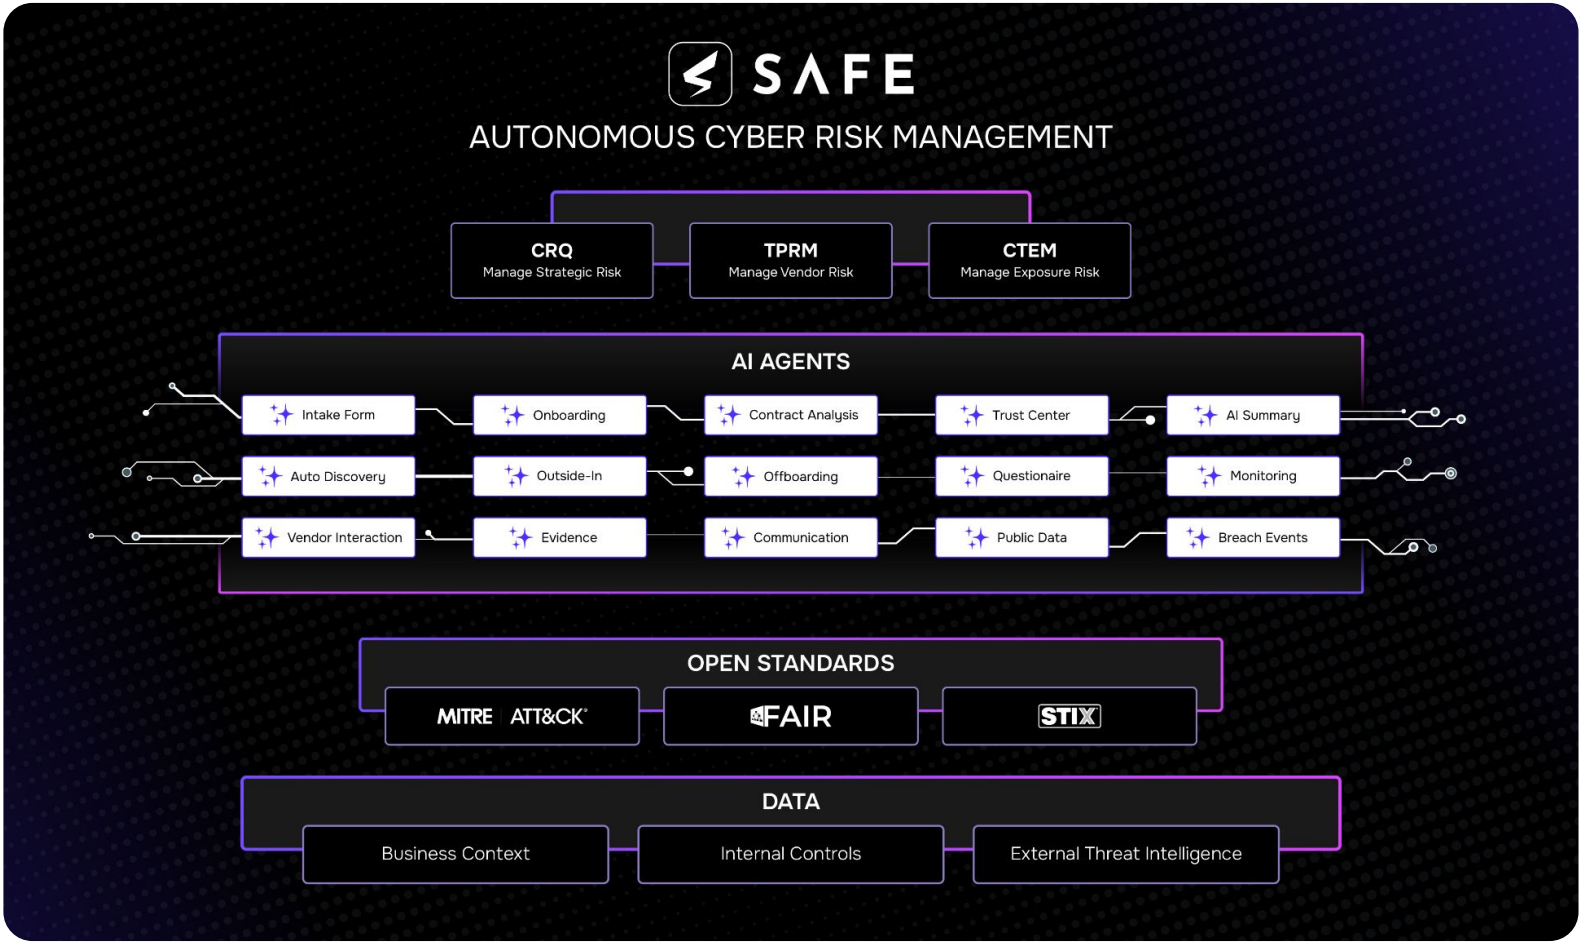 SAFE
AUTONOMOUS CYBER RISK MANAGEMENT
CRQ
Manage Strategic Risk
TPRM
Manage Vendor Risk
CTEM
Manage Exposure Risk
AI AGENTS
Intake Form
Onboarding
Contract Analysis
Trust Center
AI Summary
Auto Discovery
Outside-In
Offboarding
Questionaire
Monitoring
Vendor Interaction
Evidence
Communication
Public Data
Breach Events
OPEN STANDARDS
MITRE | ATT&CK®
FAIR
STIX
DATA
Business Context
Internal Controls
External Threat Intelligence